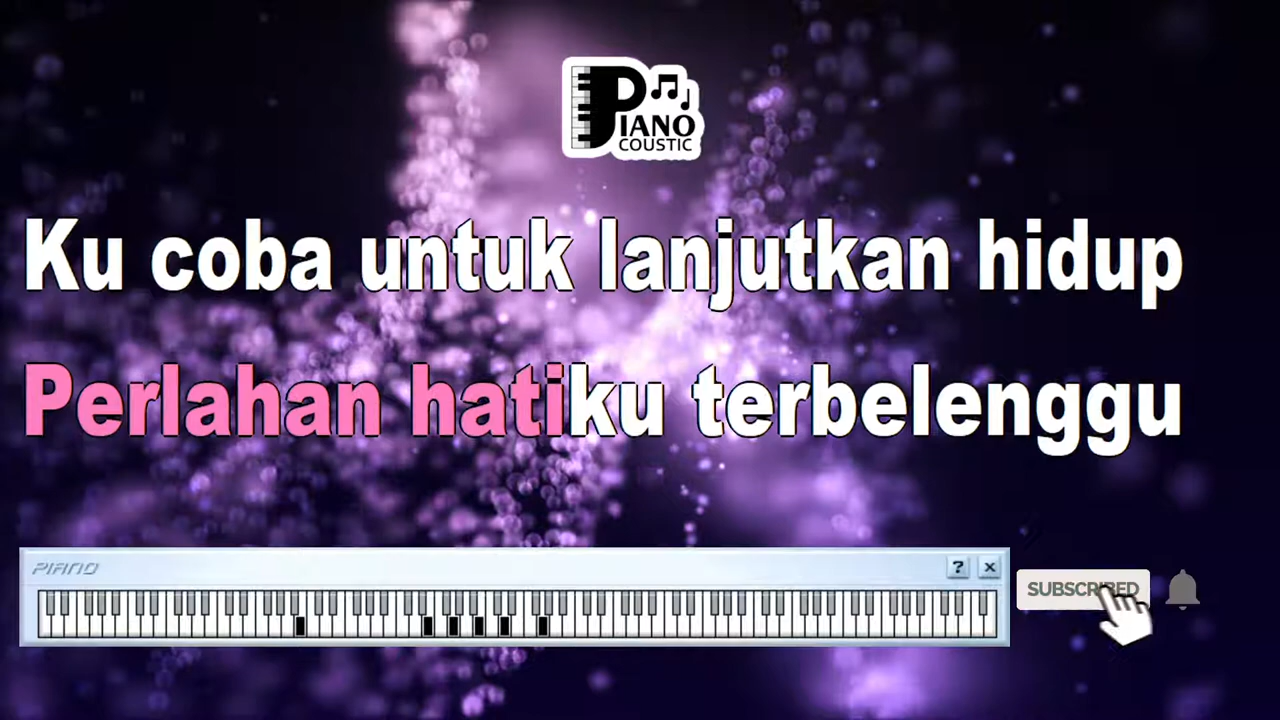 PIANO
COUSTIC
Ku coba untuk lanjutkan hidup
Perlahan hatiku terbelenggu
PIANO
? ×
SUBSCRIBED